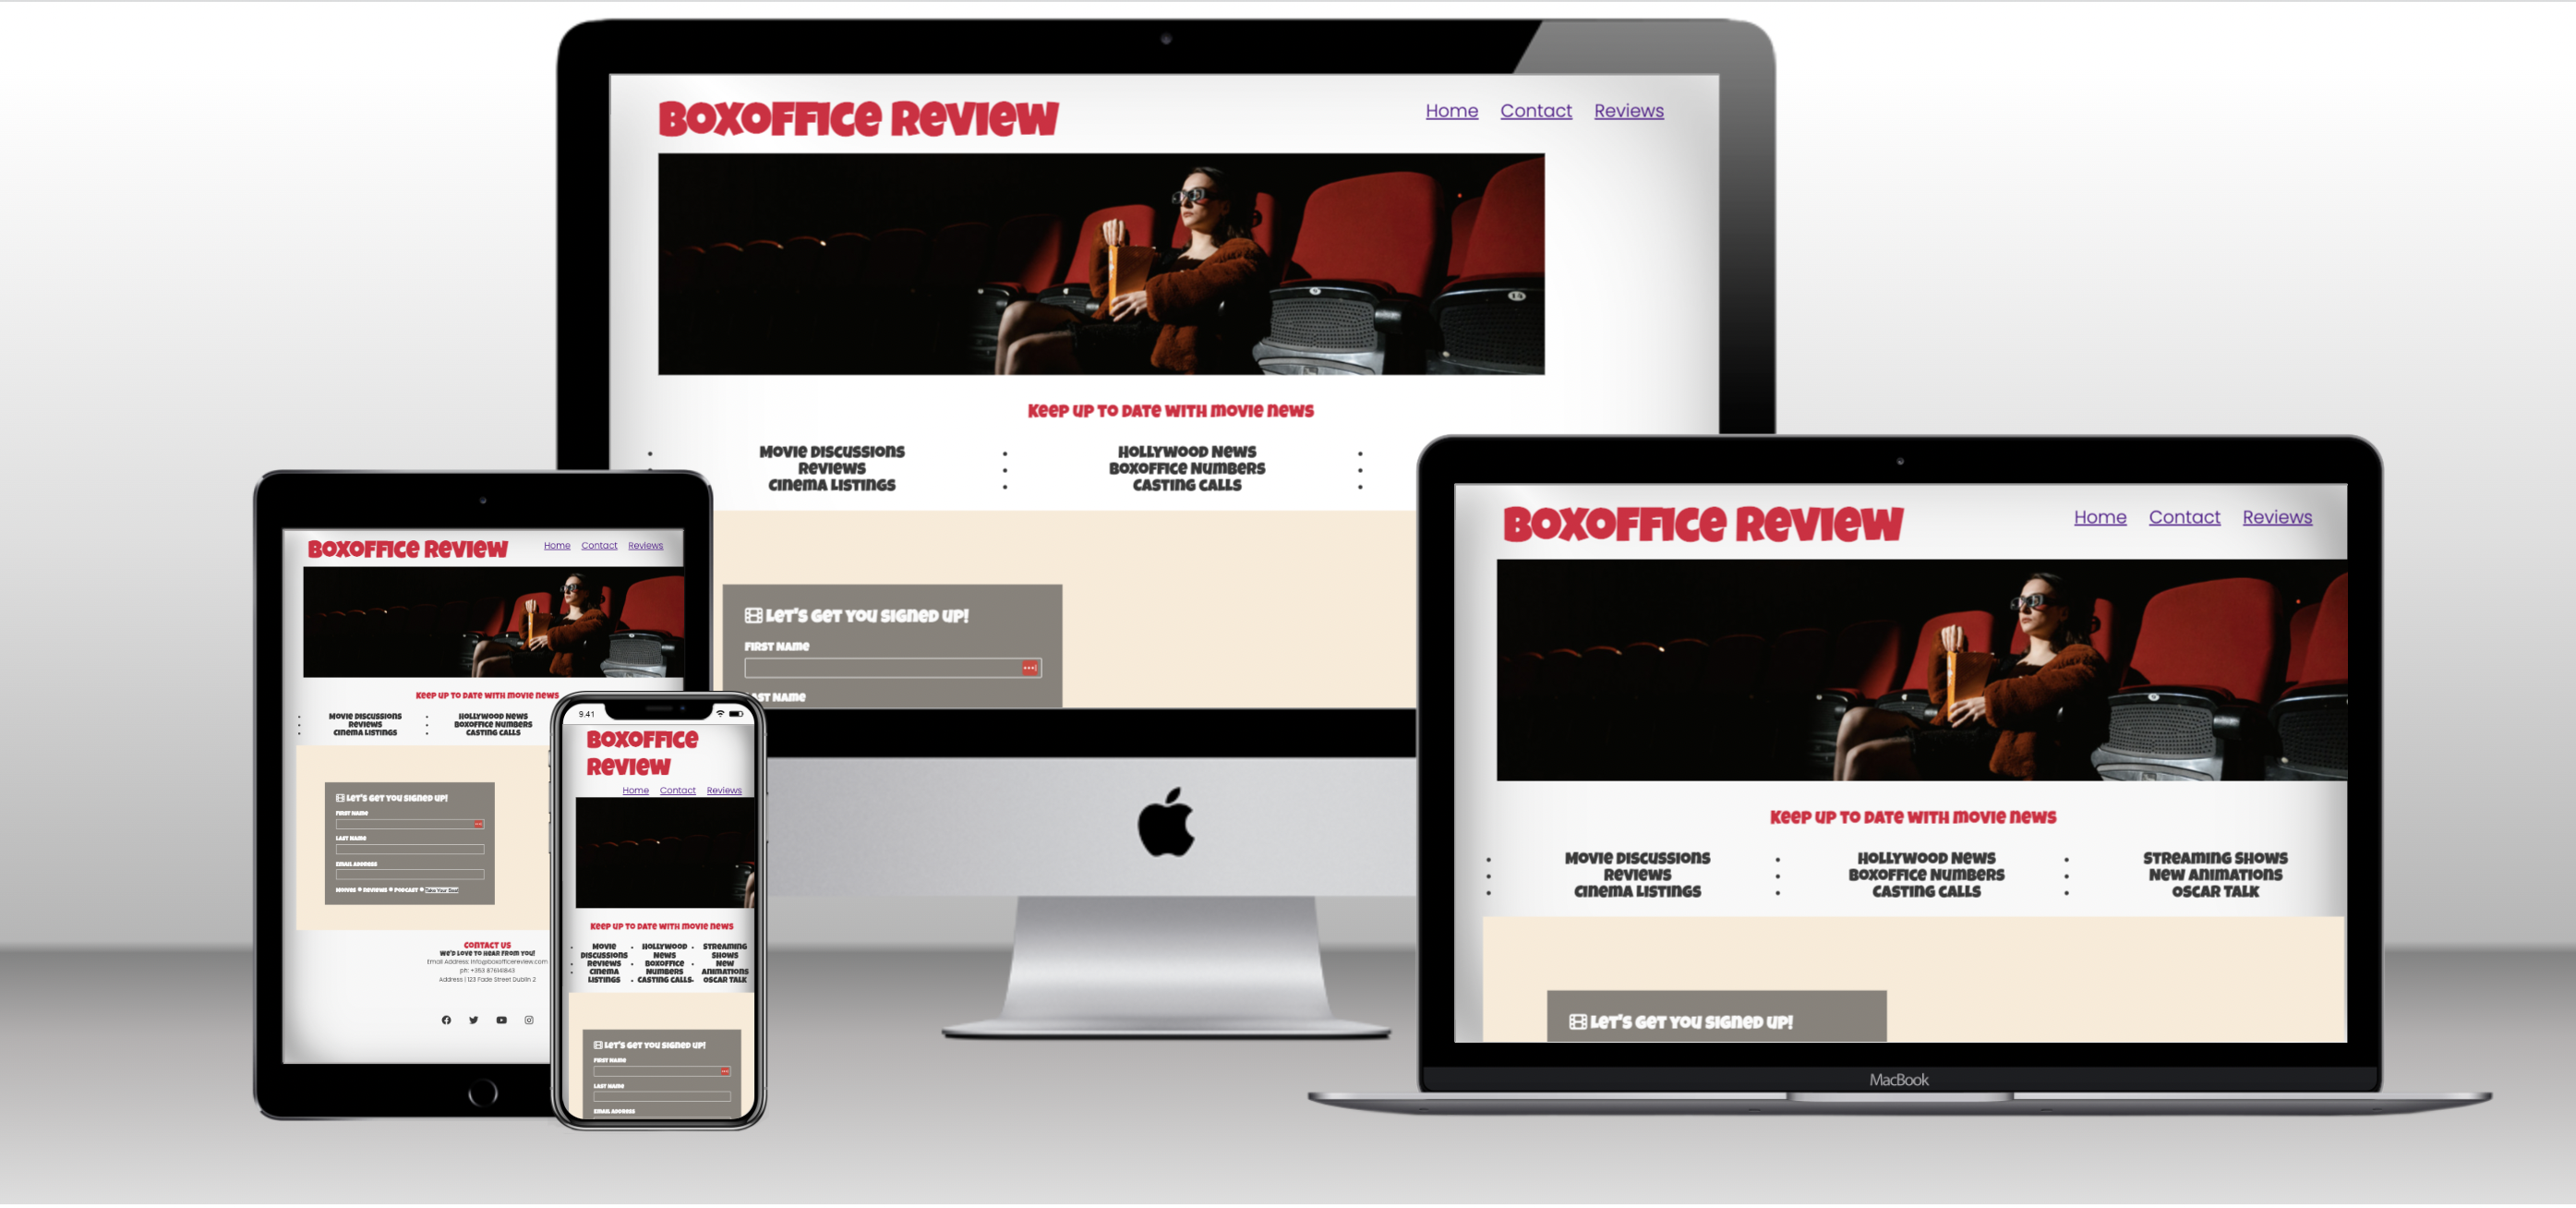 BOXOFFICE REVIEW
Home Contact Reviews
KEEP UP TO DATE WITH MOVIE NEWS
MOVIE DISCUSSIONS
REVIEWS
CINEMA LISTINGS
HOLLYWOOD NEWS
BOXOFFICE NUMBERS
CASTING CALLS
LET'S GET YOU SIGNED UP!
FIRST NAME
LAST NAME
BOXOFFICE REVIEW
Home Contact Reviews
KEEP UP TO DATE WITH MOVIE NEWS
MOVIE DISCUSSIONS
REVIEWS
CINEMA LISTINGS
HOLLYWOOD NEWS
BOXOFFICE NUMBERS
CASTING CALLS
LET'S GET YOU SIGNED UP!
FIRST NAME
LAST NAME
EMAIL ADDRESS
MOVIES REVIEWS PODCAST
CONTACT US
WE'D LOVE TO HEAR FROM YOU!
Email Address: info@boxofficereview.com
Address | 123 Fade Street Dublin 2
9:41
BOXOFFICE
REVIEW
Home Contact Reviews
KEEP UP TO DATE WITH MOVIE NEWS
MOVIE
DISCUSSIONS
REVIEWS
CINEMA
LISTINGS
HOLLYWOOD
NEWS
BOXOFFICE
NUMBERS
CASTING CALLS
STREAMING
SHOWS
NEW
ANIMATIONS
OSCAR TALK
LET'S GET YOU SIGNED UP!
FIRST NAME
LAST NAME
EMAIL ADDRESS
BOXOFFICE REVIEW
Home Contact Reviews
KEEP UP TO DATE WITH MOVIE NEWS
MOVIE DISCUSSIONS
REVIEWS
CINEMA LISTINGS
HOLLYWOOD NEWS
BOXOFFICE NUMBERS
CASTING CALLS
STREAMING SHOWS
NEW ANIMATIONS
OSCAR TALK
LET'S GET YOU SIGNED UP!
MacBook